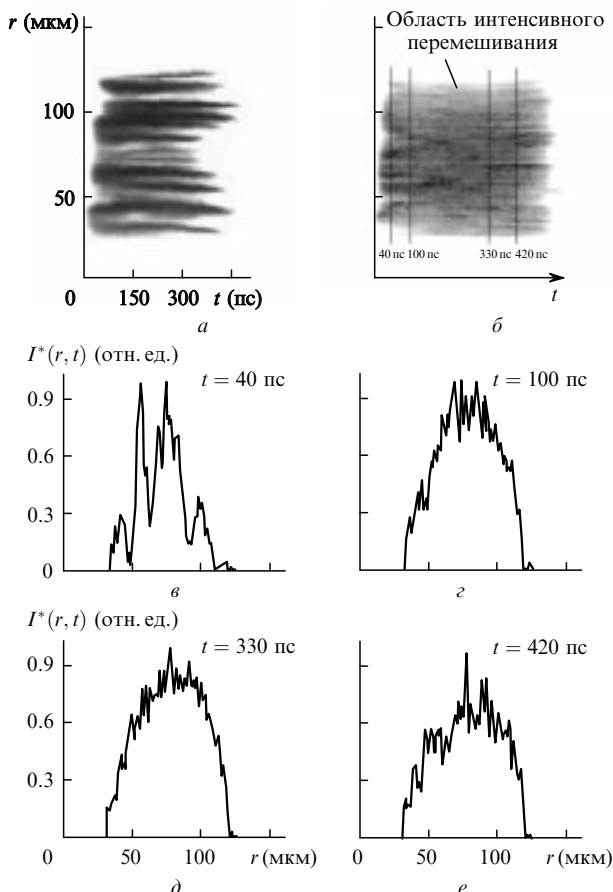 r (мкм)
100
50
0
150
300
t (пс)
а
Область интенсивного
перемешивания
40 пс
100 пс
330 пс
420 пс
t
б
I*(r, t) (отн. ед.)
t = 40 пс
0.9
0.6
0.3
0
в
t = 100 пс
г
I*(r, t) (отн. ед.)
t = 330 пс
0.9
0.6
0.3
0
50
100
r (мкм)
д
t = 420 пс
0
50
100
r (мкм)
е